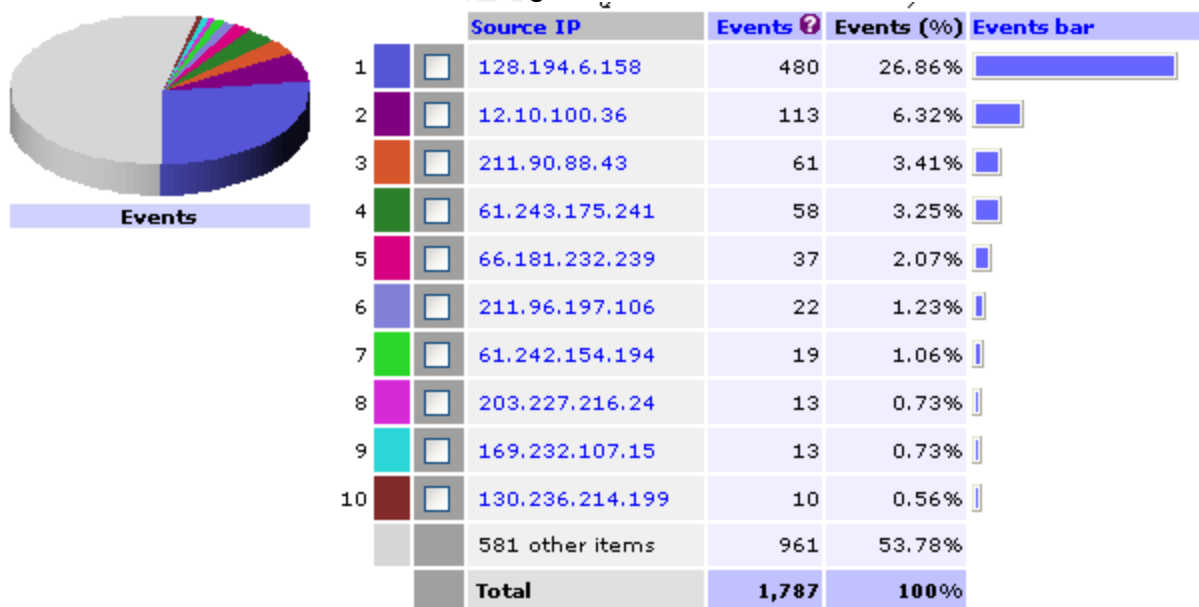 Source IP Events ? Events (%) Events bar
1 128.194.6.158 480 26.86%
2 12.10.100.36 113 6.32%
3 211.90.88.43 61 3.41%
Events
4 61.243.175.241 58 3.25%
5 66.181.232.239 37 2.07%
6 211.96.197.106 22 1.23%
7 61.242.154.194 19 1.06%
8 203.227.216.24 13 0.73%
9 169.232.107.15 13 0.73%
10 130.236.214.199 10 0.56%
581 other items 961 53.78%
Total 1,787 100%